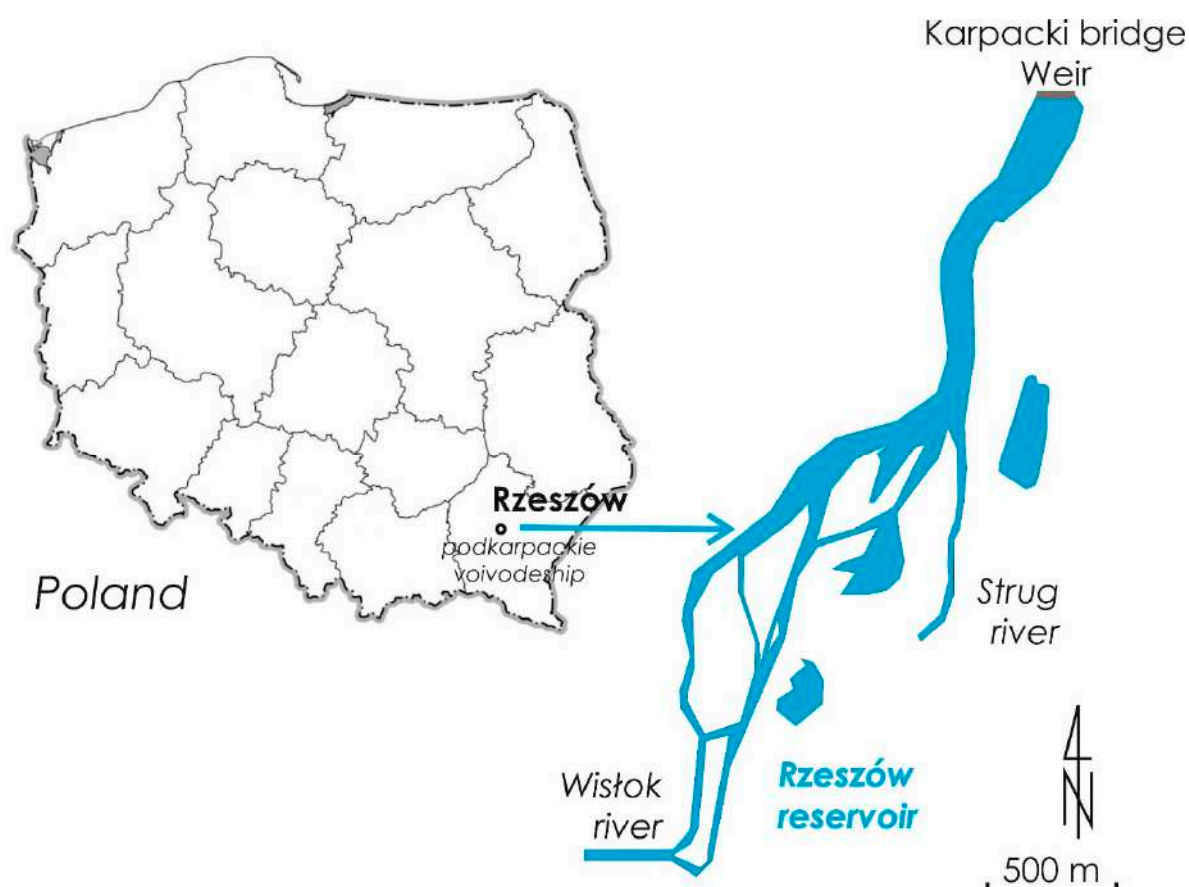 Karpacki bridge
Weir
Rzeszów
podkarpackie
voivodeship
Poland
Strug
river
Wisłok
river
Rzeszów
reservoir
N
500 m